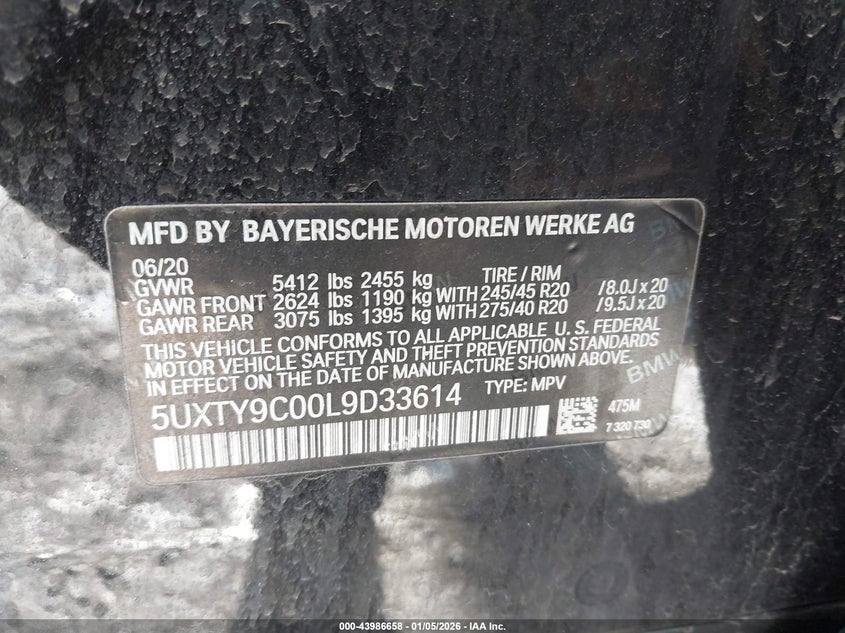 MFD BY BAYERISCHE MOTOREN WERKE AG
06/20 TIRE / RIM
GVWR 5412 lbs 2455 kg
GAWR FRONT 2624 lbs 1190 kg WITH 245/45 R20 /8.0J x 20
GAWR REAR 3075 lbs 1395 kg WITH 275/40 R20 /9.5J x 20
THIS VEHICLE CONFORMS TO ALL APPLICABLE U. S. FEDERAL
MOTOR VEHICLE SAFETY AND THEFT PREVENTION STANDARDS
IN EFFECT ON THE DATE OF MANUFACTURE SHOWN ABOVE.
5UXTY9C00L9D33614 TYPE: MPV
475M
7 320 730
BMW
000-43986658 - 01/05/2026 - IAA Inc.